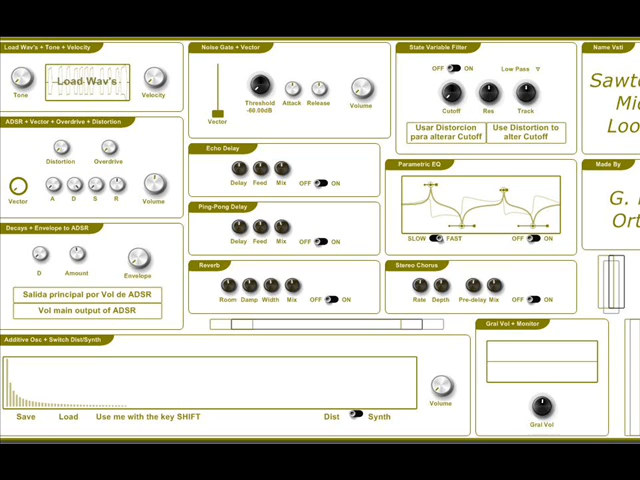 Load Wav's + Tone + Velocity
Load Wav's
Tone
Velocity
ADSR + Vector + Overdrive + Distortion
Distortion
Overdrive
Vector
A
D
S
R
Volume
Decays + Envelope to ADSR
D
Amount
Envelope
Salida principal por Vol de ADSR
Vol main output of ADSR
Noise Gate + Vector
Vector
Threshold
-60.00dB
Attack
Release
Volume
Echo Delay
Delay
Feed
Mix
OFF
ON
Ping-Pong Delay
Delay
Feed
Mix
OFF
ON
Reverb
Room
Damp
Width
Mix
OFF
ON
State Variable Filter
OFF
ON
Low Pass
Cutoff
Res
Track
Usar Distorcion
para alterar Cutoff
Use Distortion to
alter Cutoff
Parametric EQ
SLOW
FAST
OFF
ON
Stereo Chorus
Rate
Depth
Pre-delay
Mix
OFF
ON
Name Vsti
Made By
G.
Additive Osc + Switch Dist/Synth
Save
Load
Use me with the key SHIFT
Dist
Synth
Volume
Gral Vol + Monitor
Gral Vol